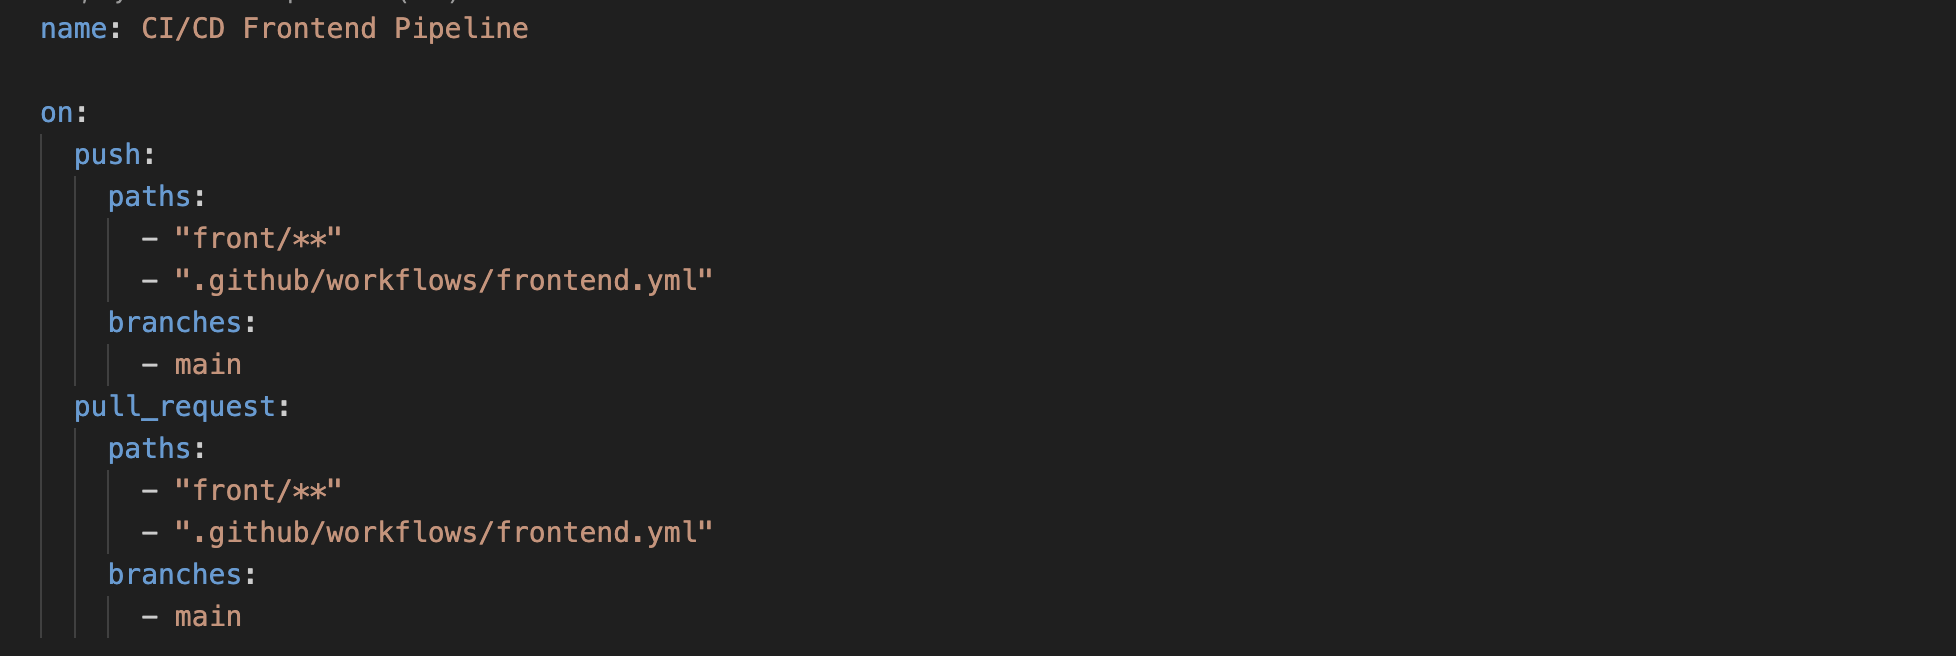 name: CI/CD Frontend Pipeline
on:
push:
paths:
- "front/**"
- ".github/workflows/frontend.yml"
branches:
- main
pull_request:
paths:
- "front/**"
- ".github/workflows/frontend.yml"
branches:
- main